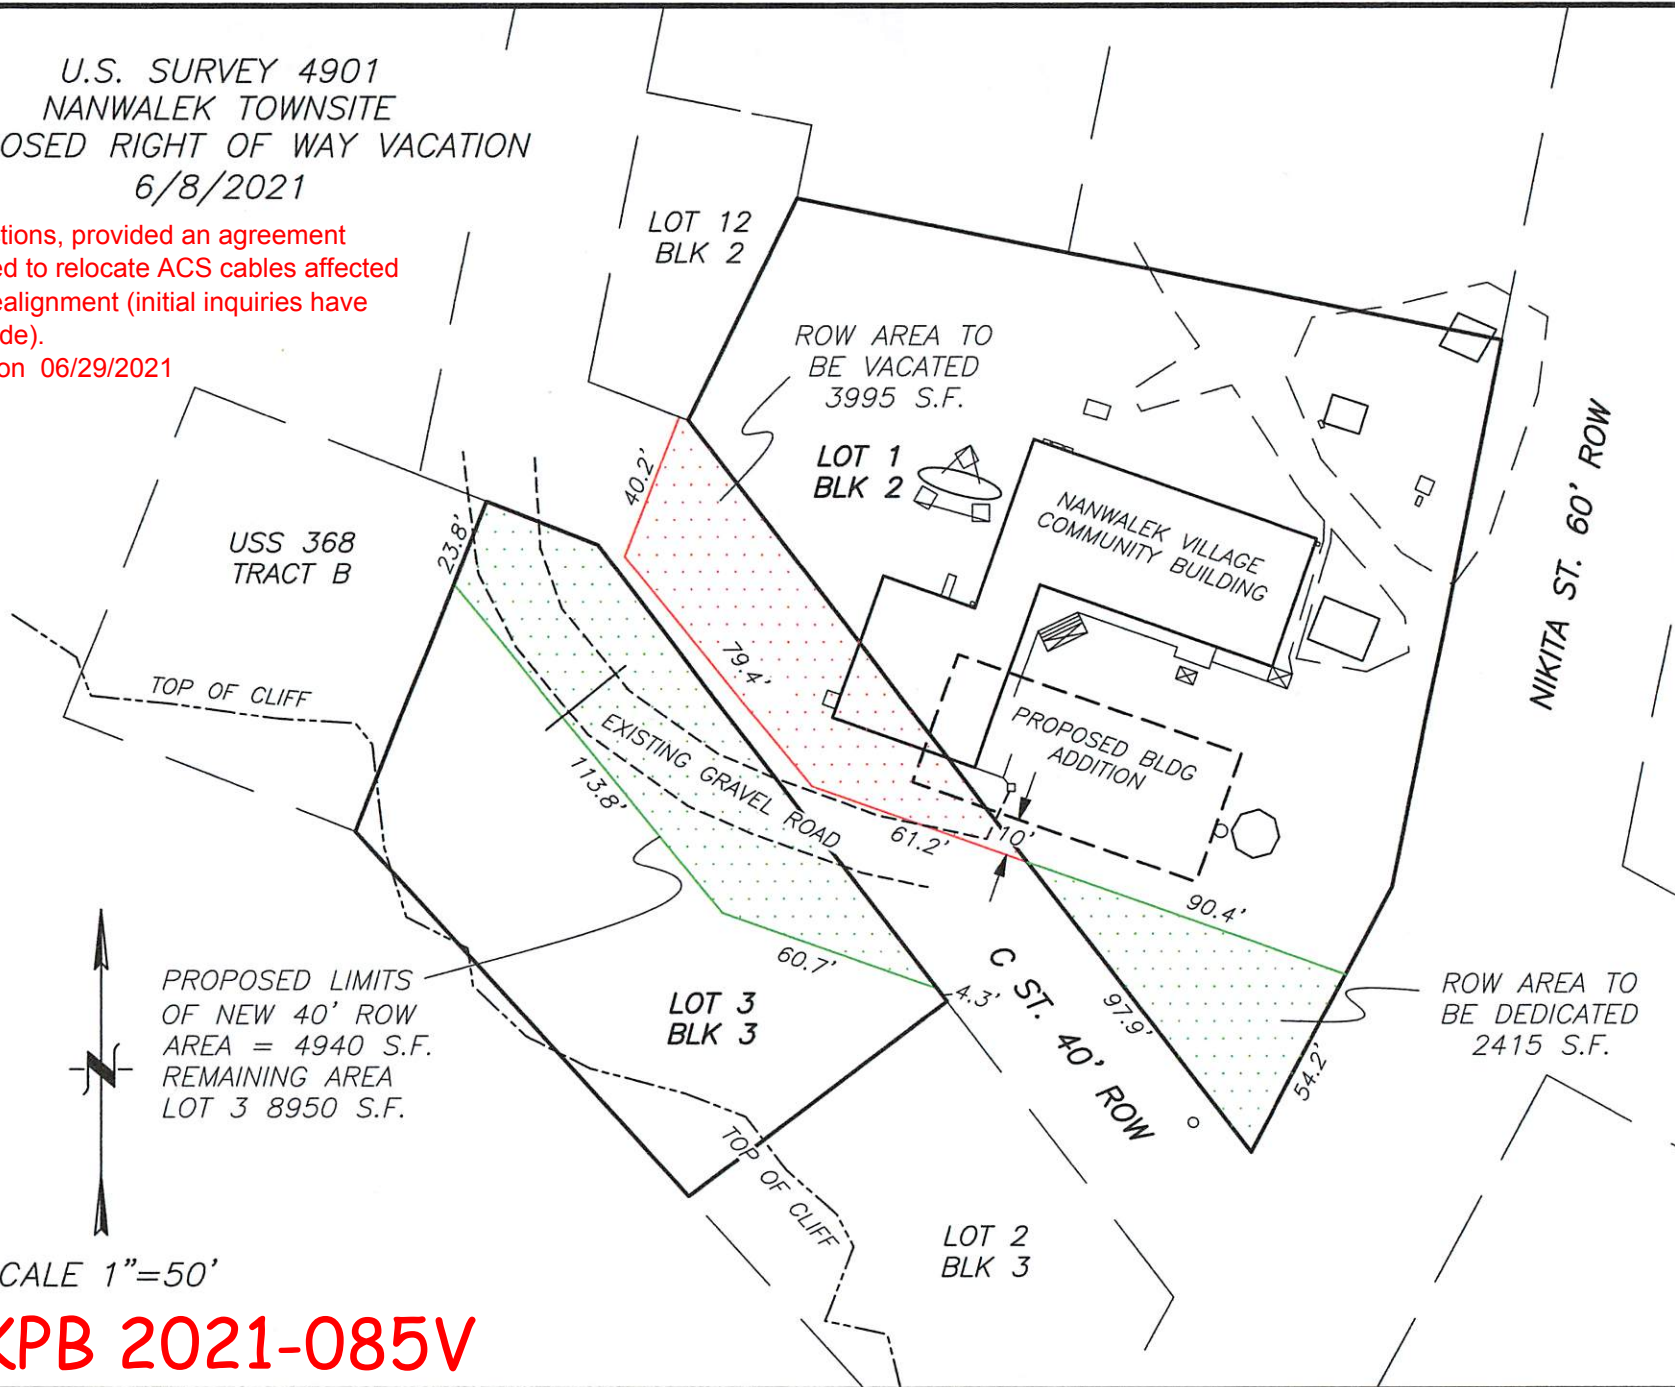 U.S. SURVEY 4901
NANWALEK TOWNSITE
OSED RIGHT OF WAY VACATION
6/8/2021
tions, provided an agreement
ed to relocate ACS cables affected
ealignment (initial inquiries have
de).
on 06/29/2021
LOT 12
BLK 2
ROW AREA TO
BE VACATED
3995 S.F.
LOT 1
BLK 2
NANWALEK VILLAGE
COMMUNITY BUILDING
NIKITA ST. 60' ROW
40.2'
23.8'
USS 368
TRACT B
TOP OF CLIFF
79.4'
EXISTING GRAVEL ROAD
113.8'
PROPOSED BLDG
ADDITION
61.2'
10'
90.4'
60.7'
4.3'
C ST. 40' ROW
97.9'
54.2'
ROW AREA TO
BE DEDICATED
2415 S.F.
PROPOSED LIMITS
OF NEW 40' ROW
AREA = 4940 S.F.
REMAINING AREA
LOT 3 8950 S.F.
LOT 3
BLK 3
TOP OF CLIFF
LOT 2
BLK 3
N
CALE 1"=50'
KPB 2021-085V